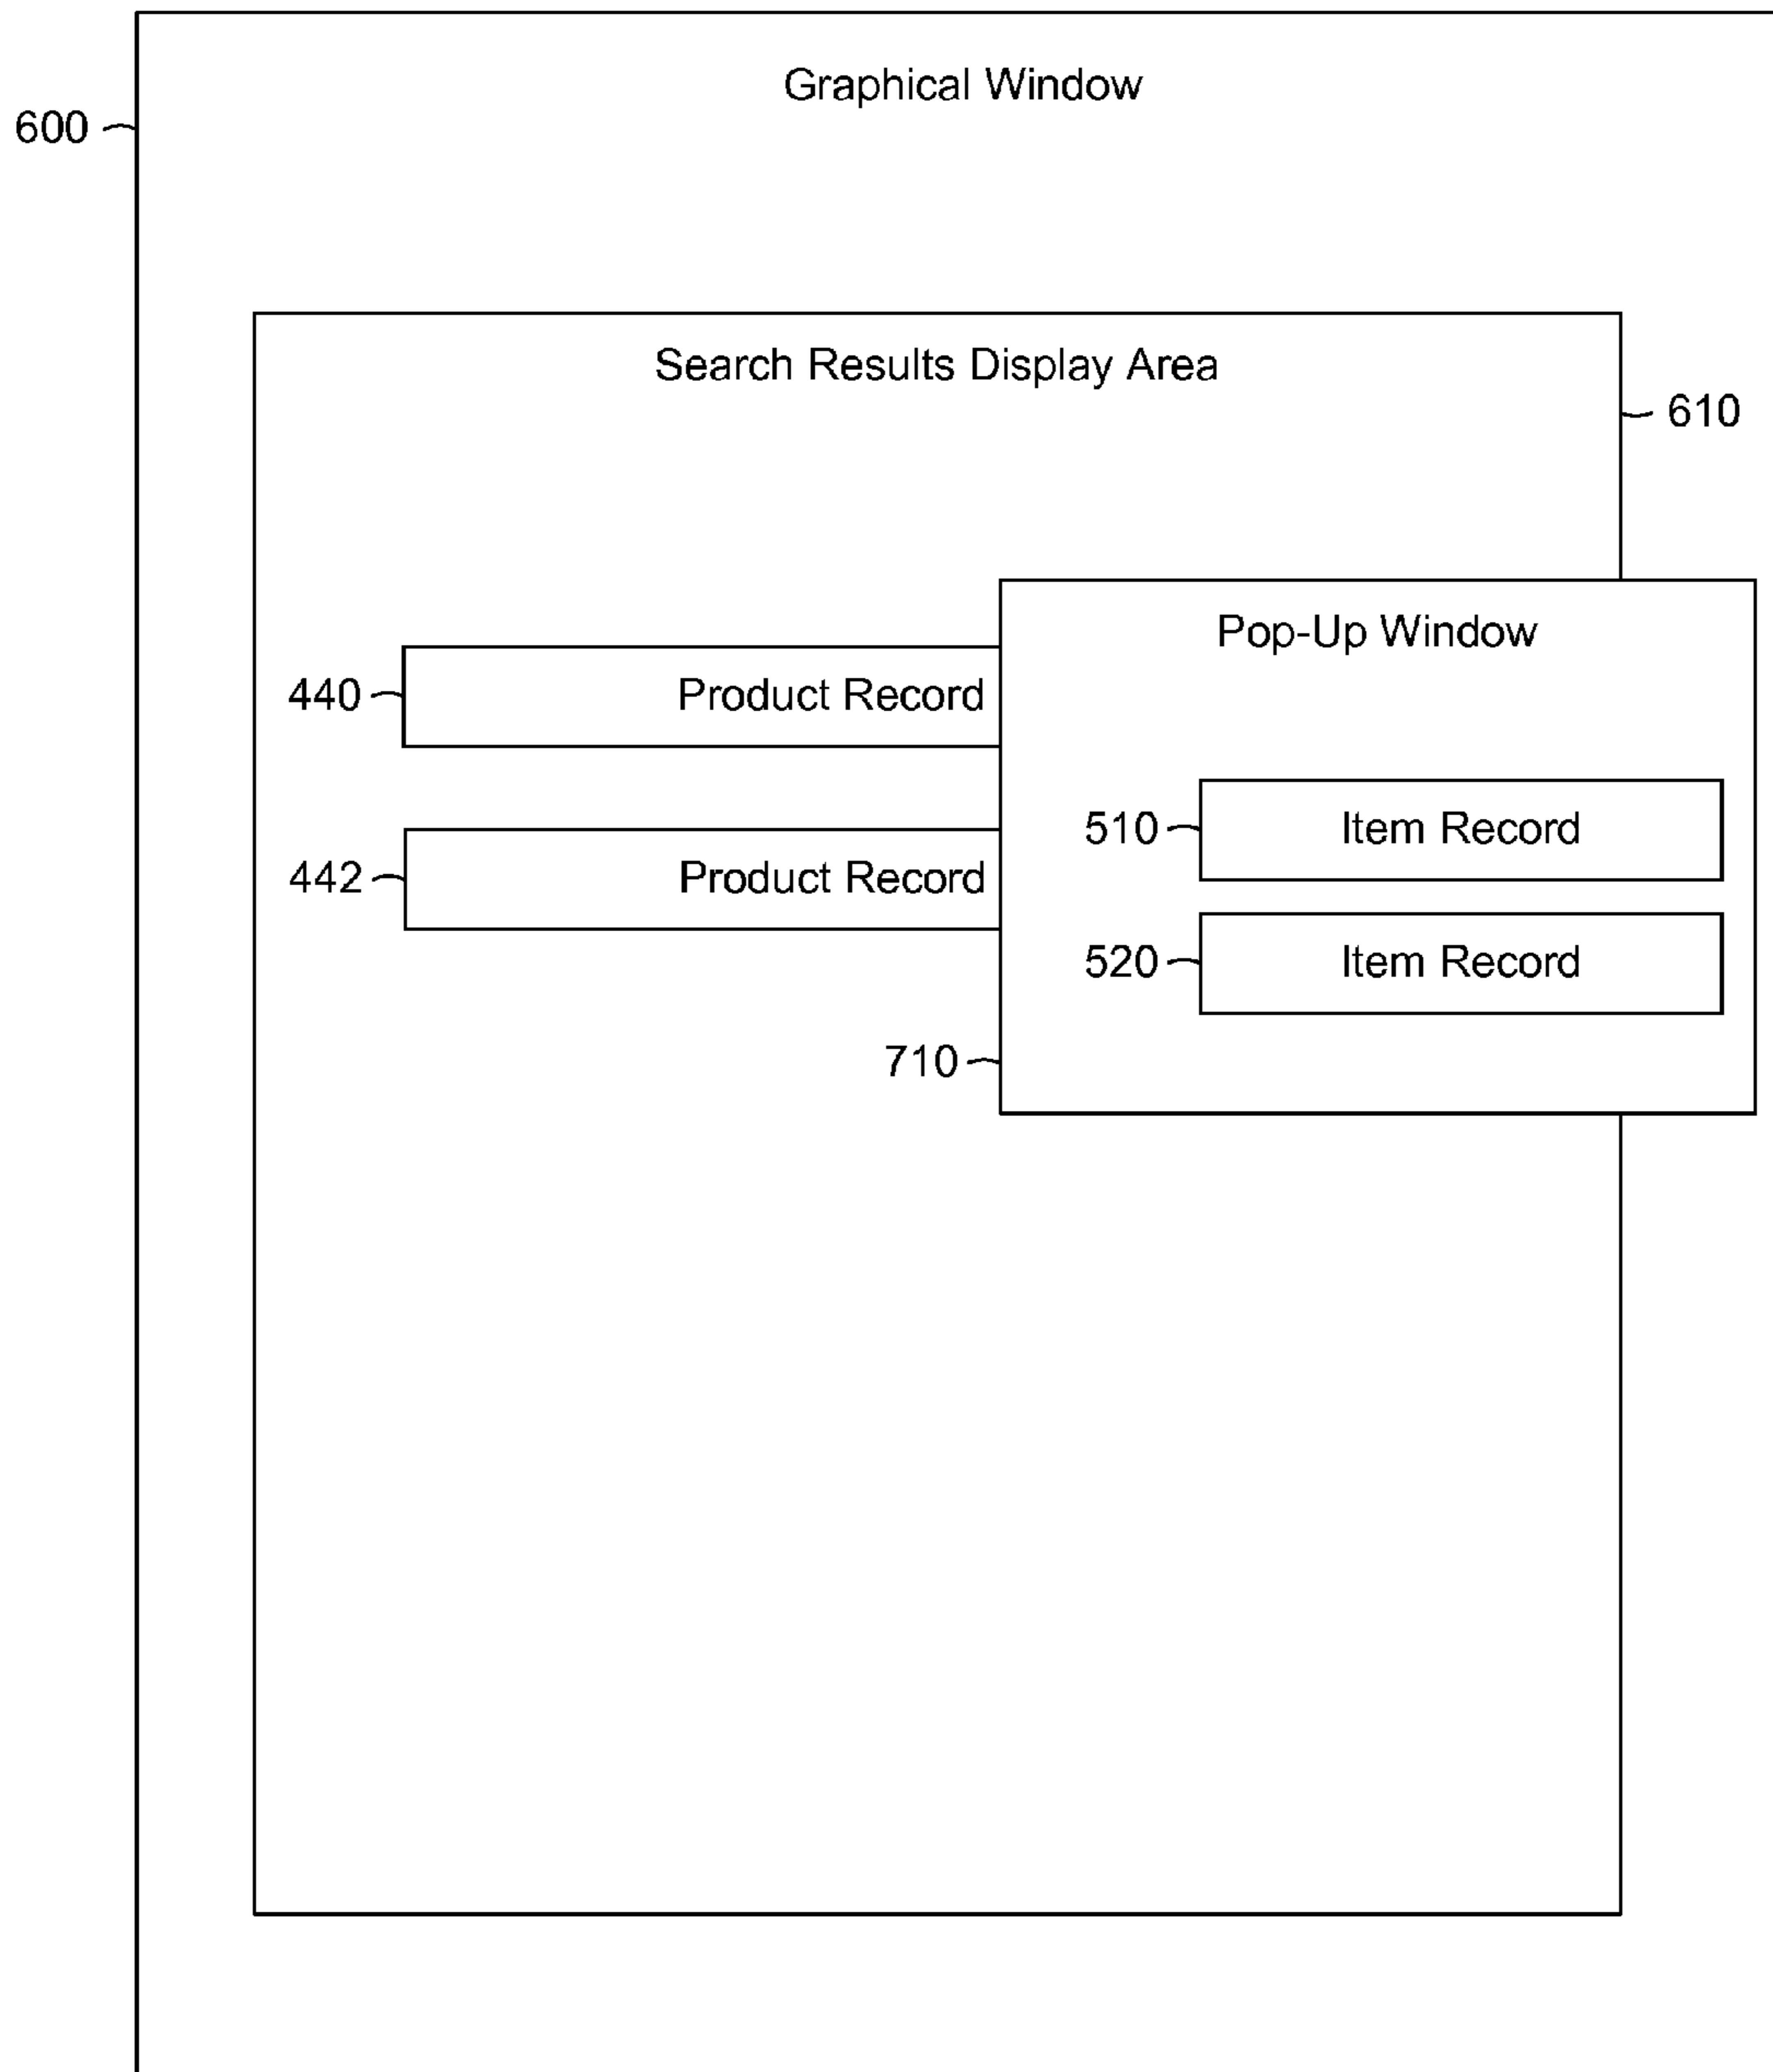 Graphical Window
600
Search Results Display Area
610
Pop-Up Window
440 Product Record
510 Item Record
442 Product Record
520 Item Record
710